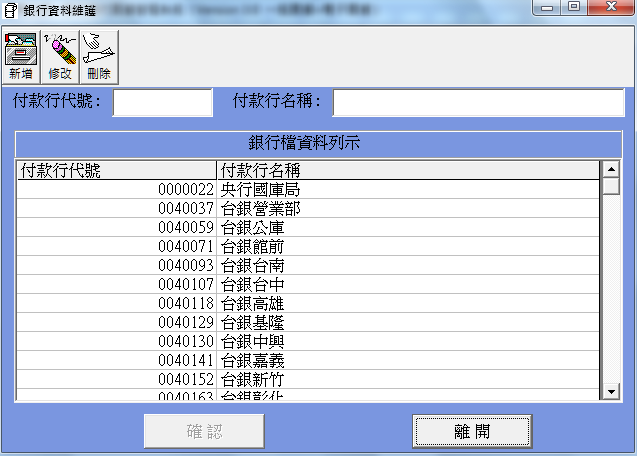 銀行資料維護
新增 修改 刪除
付款行代號： 付款行名稱：
銀行檔資料列示
付款行代號 付款行名稱
0000022 央行國庫局
0040037 台銀營業部
0040059 台銀公庫
0040071 台銀館前
0040093 台銀台南
0040107 台銀台中
0040118 台銀高雄
0040129 台銀基隆
0040130 台銀中興
0040141 台銀嘉義
0040152 台銀新竹
0040163 台銀彰化
確認 離開